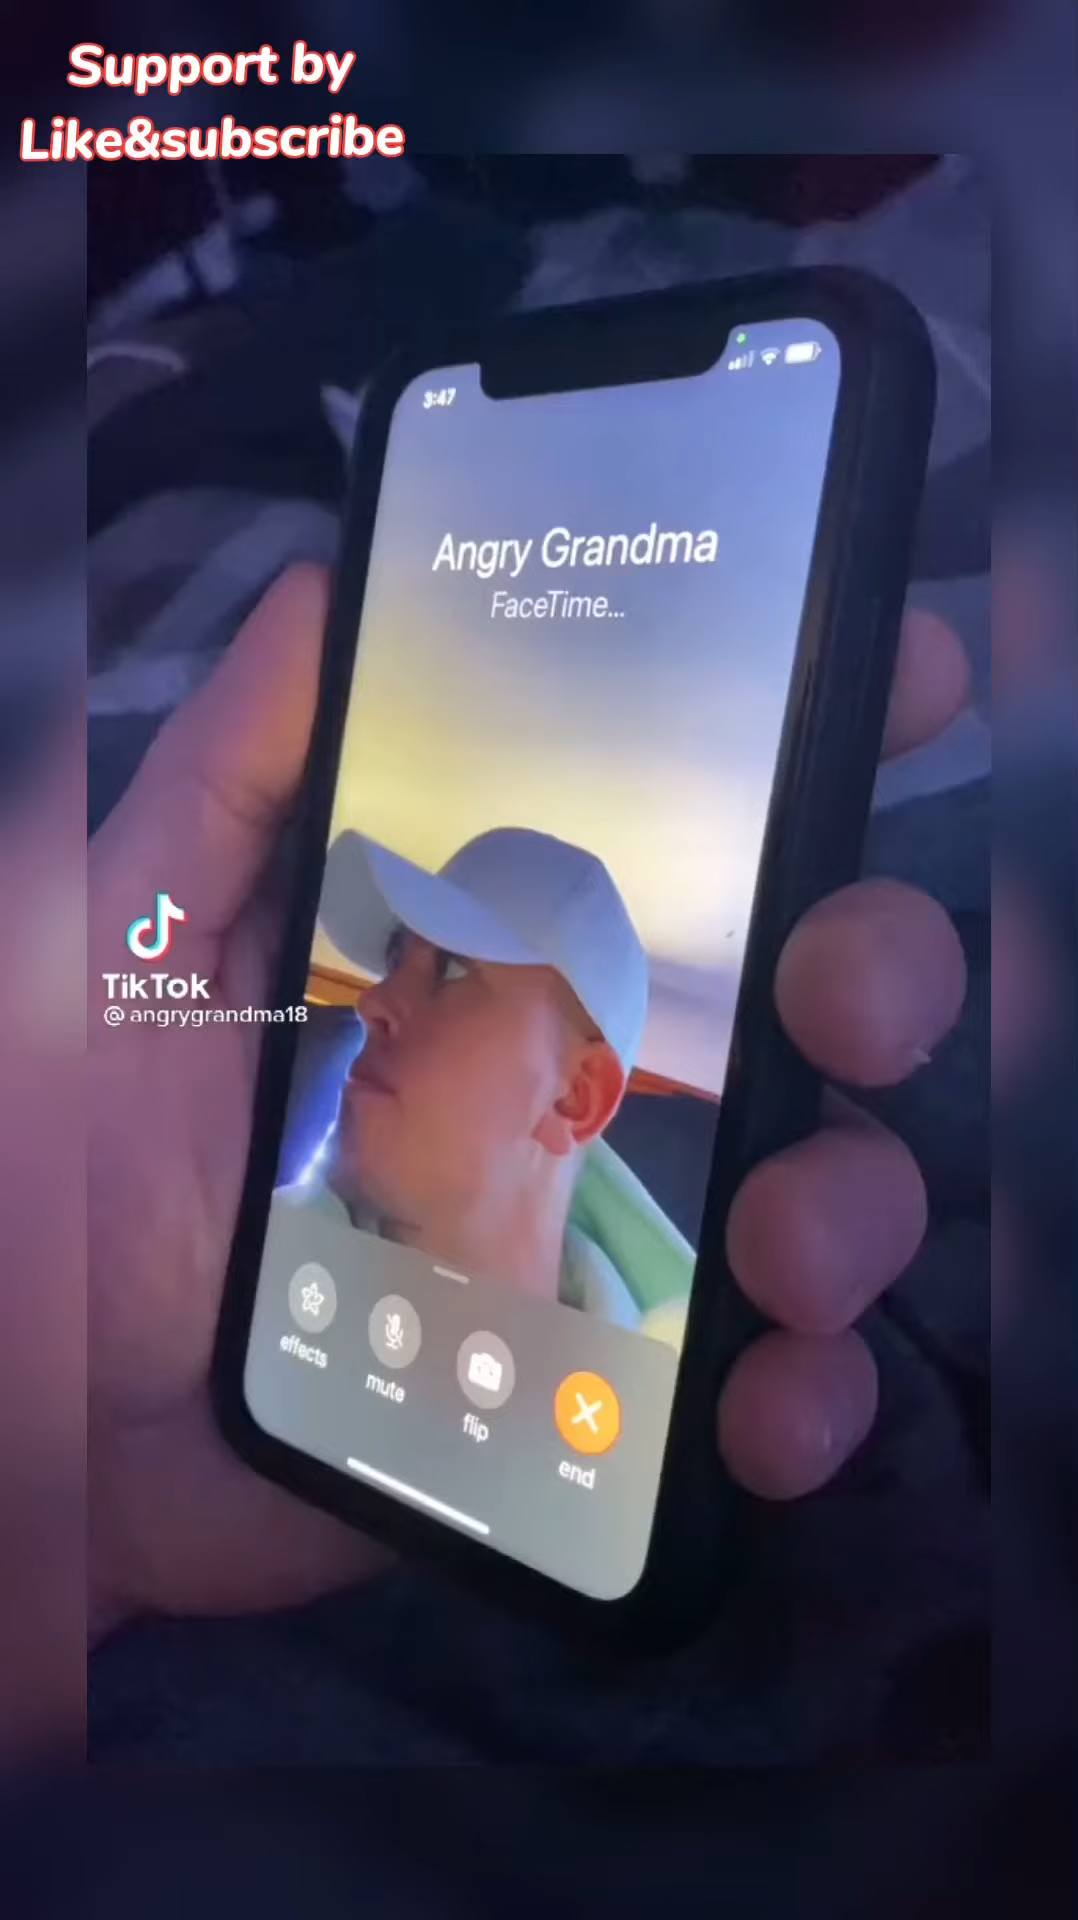 Support by
Like&subscribe
3:47
Angry Grandma
FaceTime...
TikTok
@angrygrandma18
effects
mute
flip
end